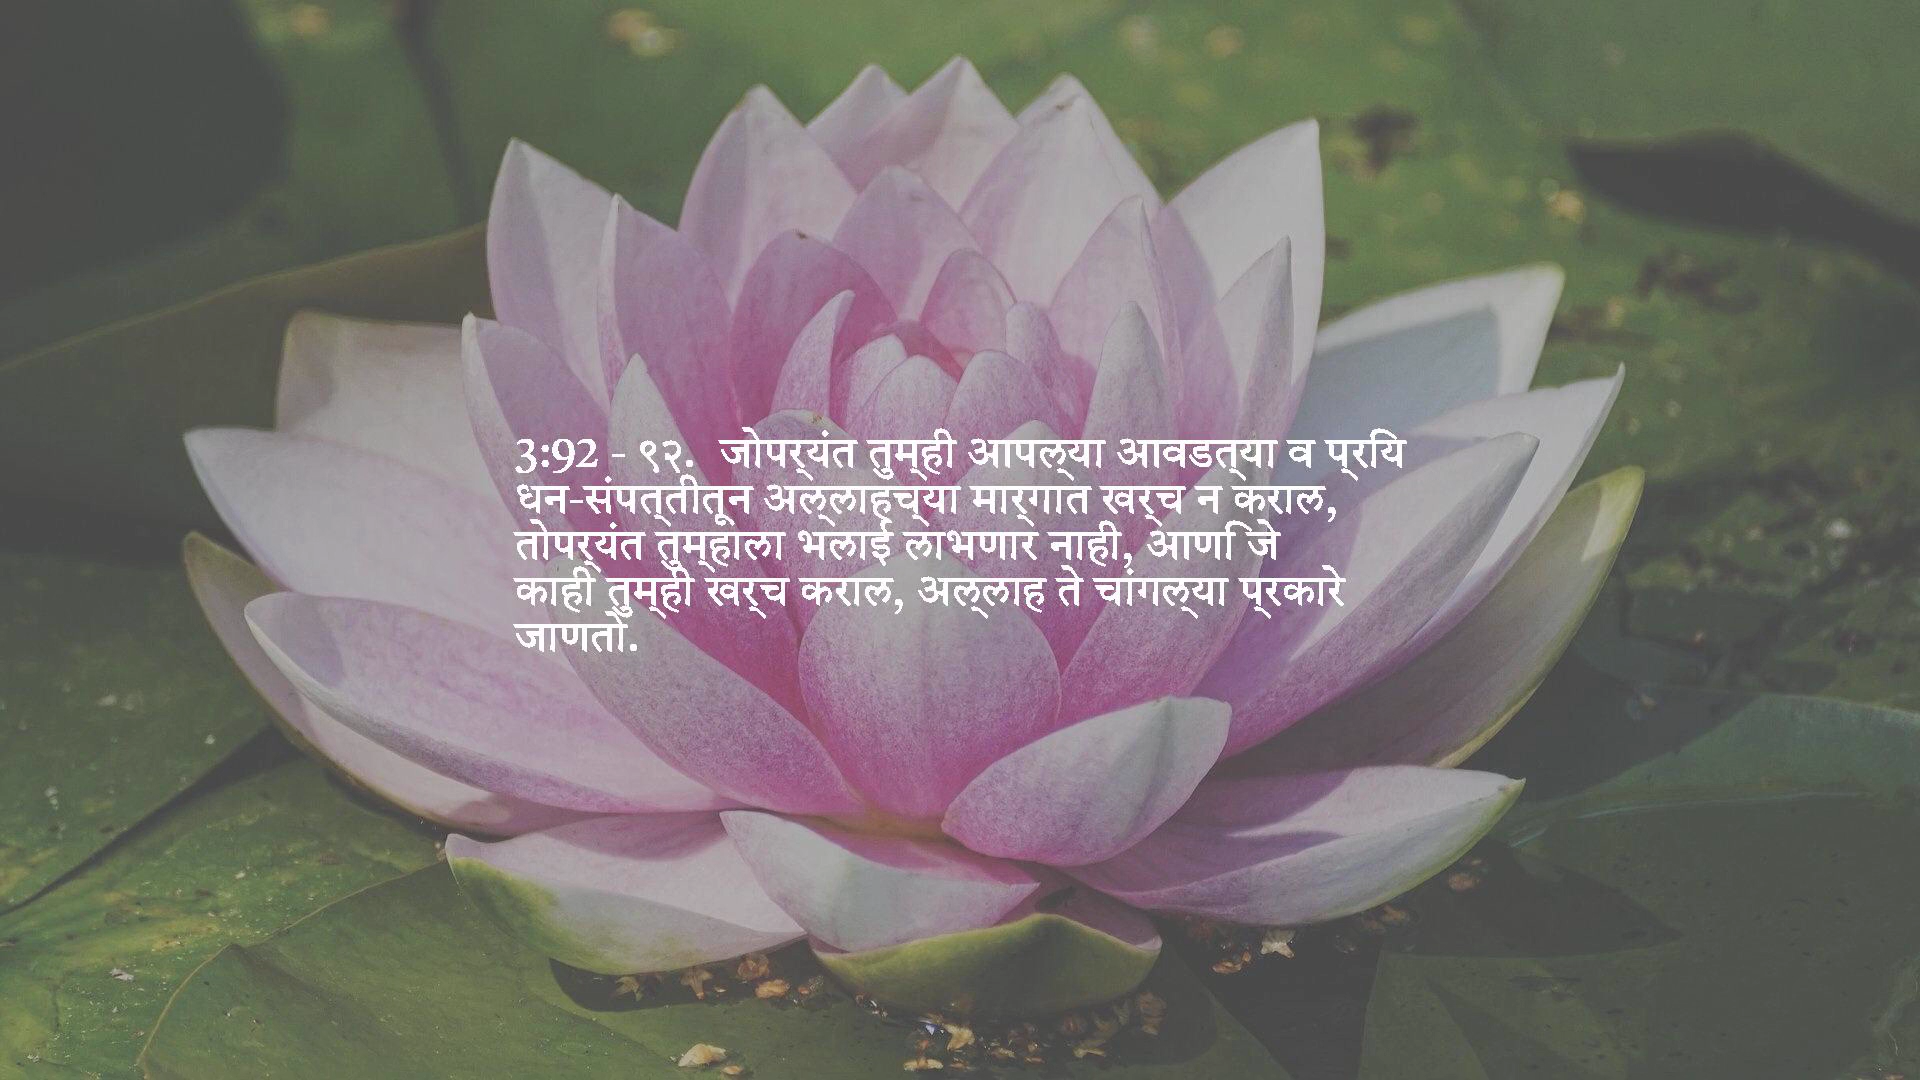 3:92 - ९२.  जोपर्यंत तुम्ही आपल्या आवडत्या व प्रिय
धन-संपत्तीतून अल्लाहच्या मार्गात खर्च न कराल,
तोपर्यंत तुम्हाला भलाई लाभणार नाही, आणि जे
काही तुम्ही खर्च कराल, अल्लाह ते चांगल्या प्रकारे
जाणतो.